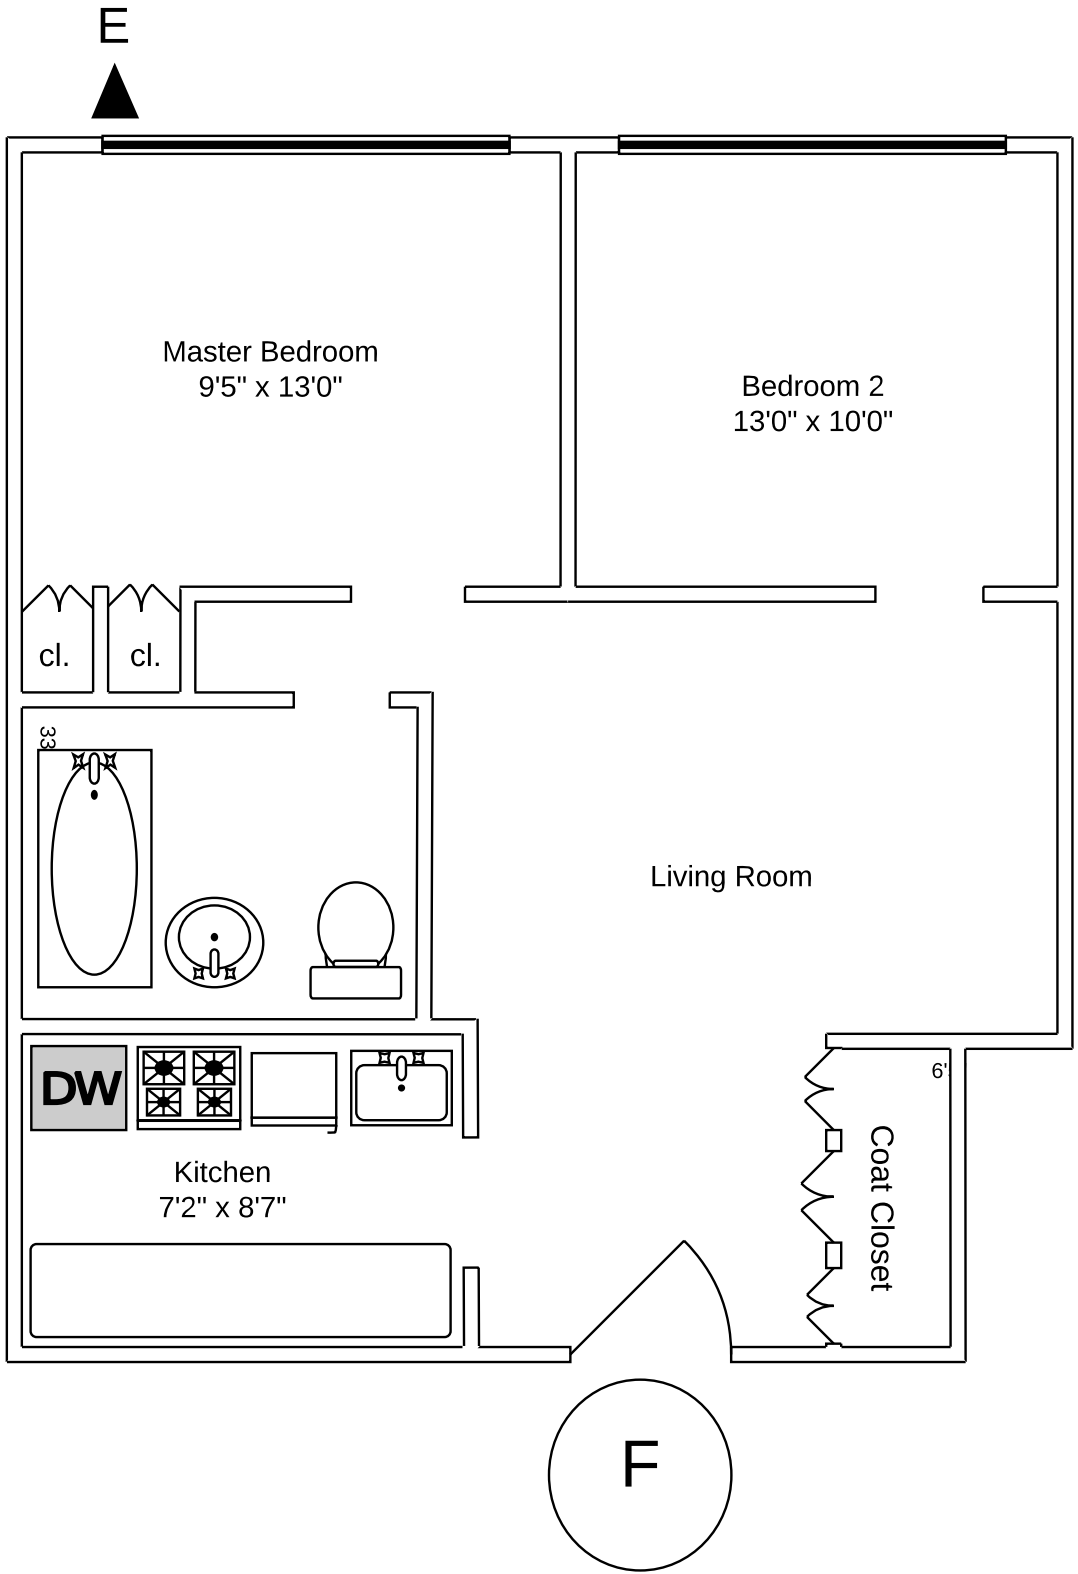 E
Master Bedroom
9'5" x 13'0"
Bedroom 2
13'0" x 10'0"
cl.
cl.
33
Living Room
6'
DW
Coat Closet
Kitchen
7'2" x 8'7"
F